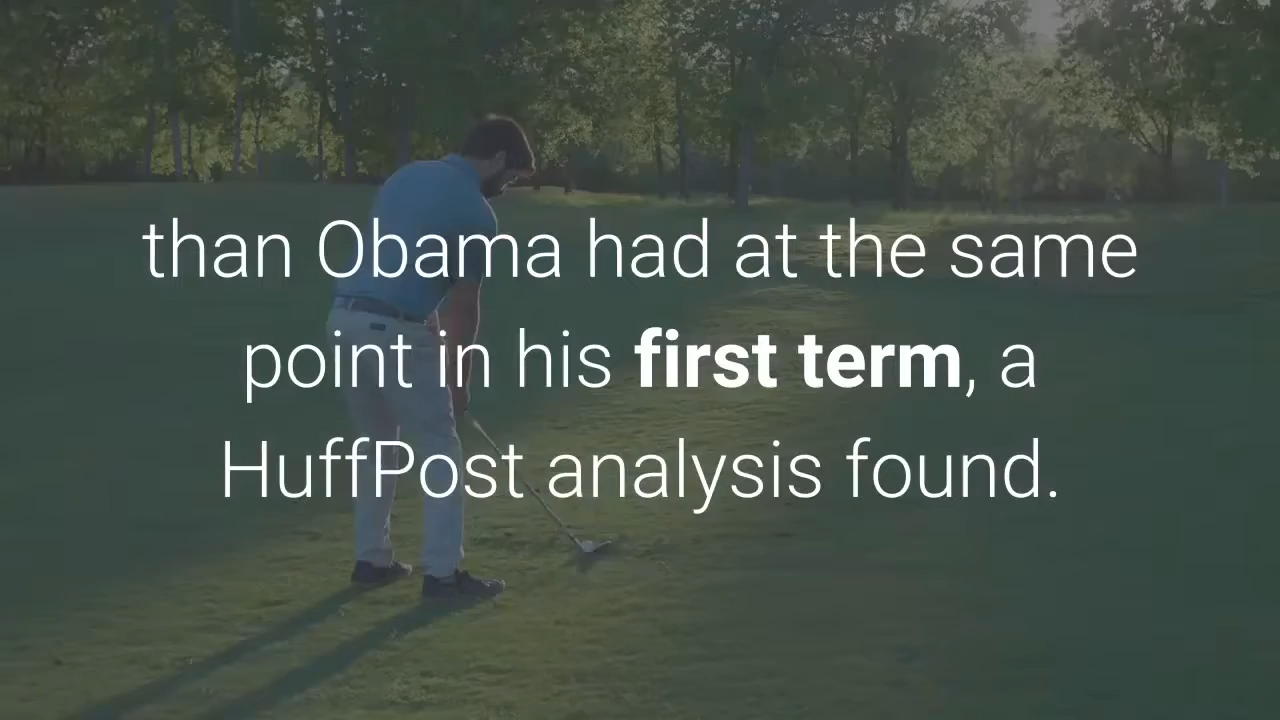 than Obama had at the same
point in his first term, a
HuffPost analysis found.